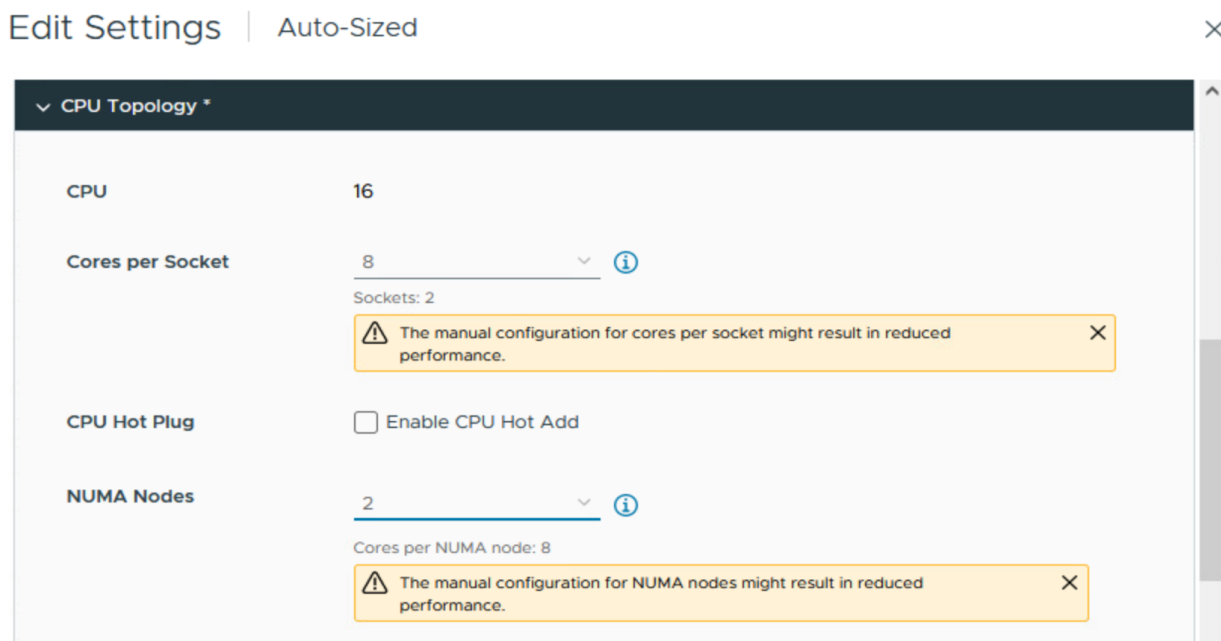 Edit Settings | Auto-Sized
CPU Topology *
CPU 16
Cores per Socket 8
Sockets: 2
The manual configuration for cores per socket might result in reduced
performance.
CPU Hot Plug Enable CPU Hot Add
NUMA Nodes 2
Cores per NUMA node: 8
The manual configuration for NUMA nodes might result in reduced
performance.